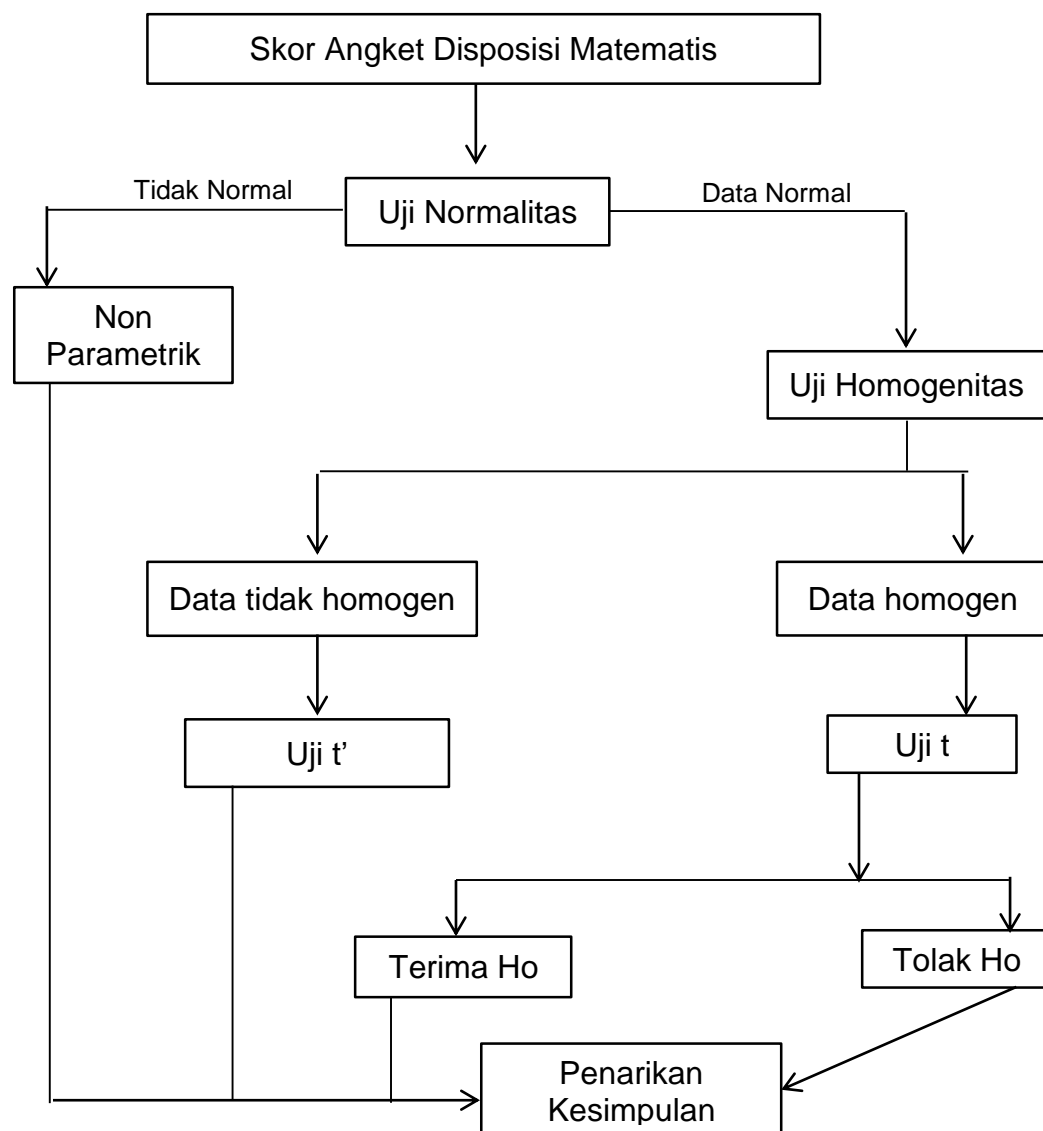 Skor Angket Disposisi Matematis
Tidak Normal
Data Normal
Uji Normalitas
Non
Parametrik
Uji Homogenitas
Data tidak homogen
Data homogen
Uji t’
Uji t
Terima Ho
Tolak Ho
Penarikan
Kesimpulan